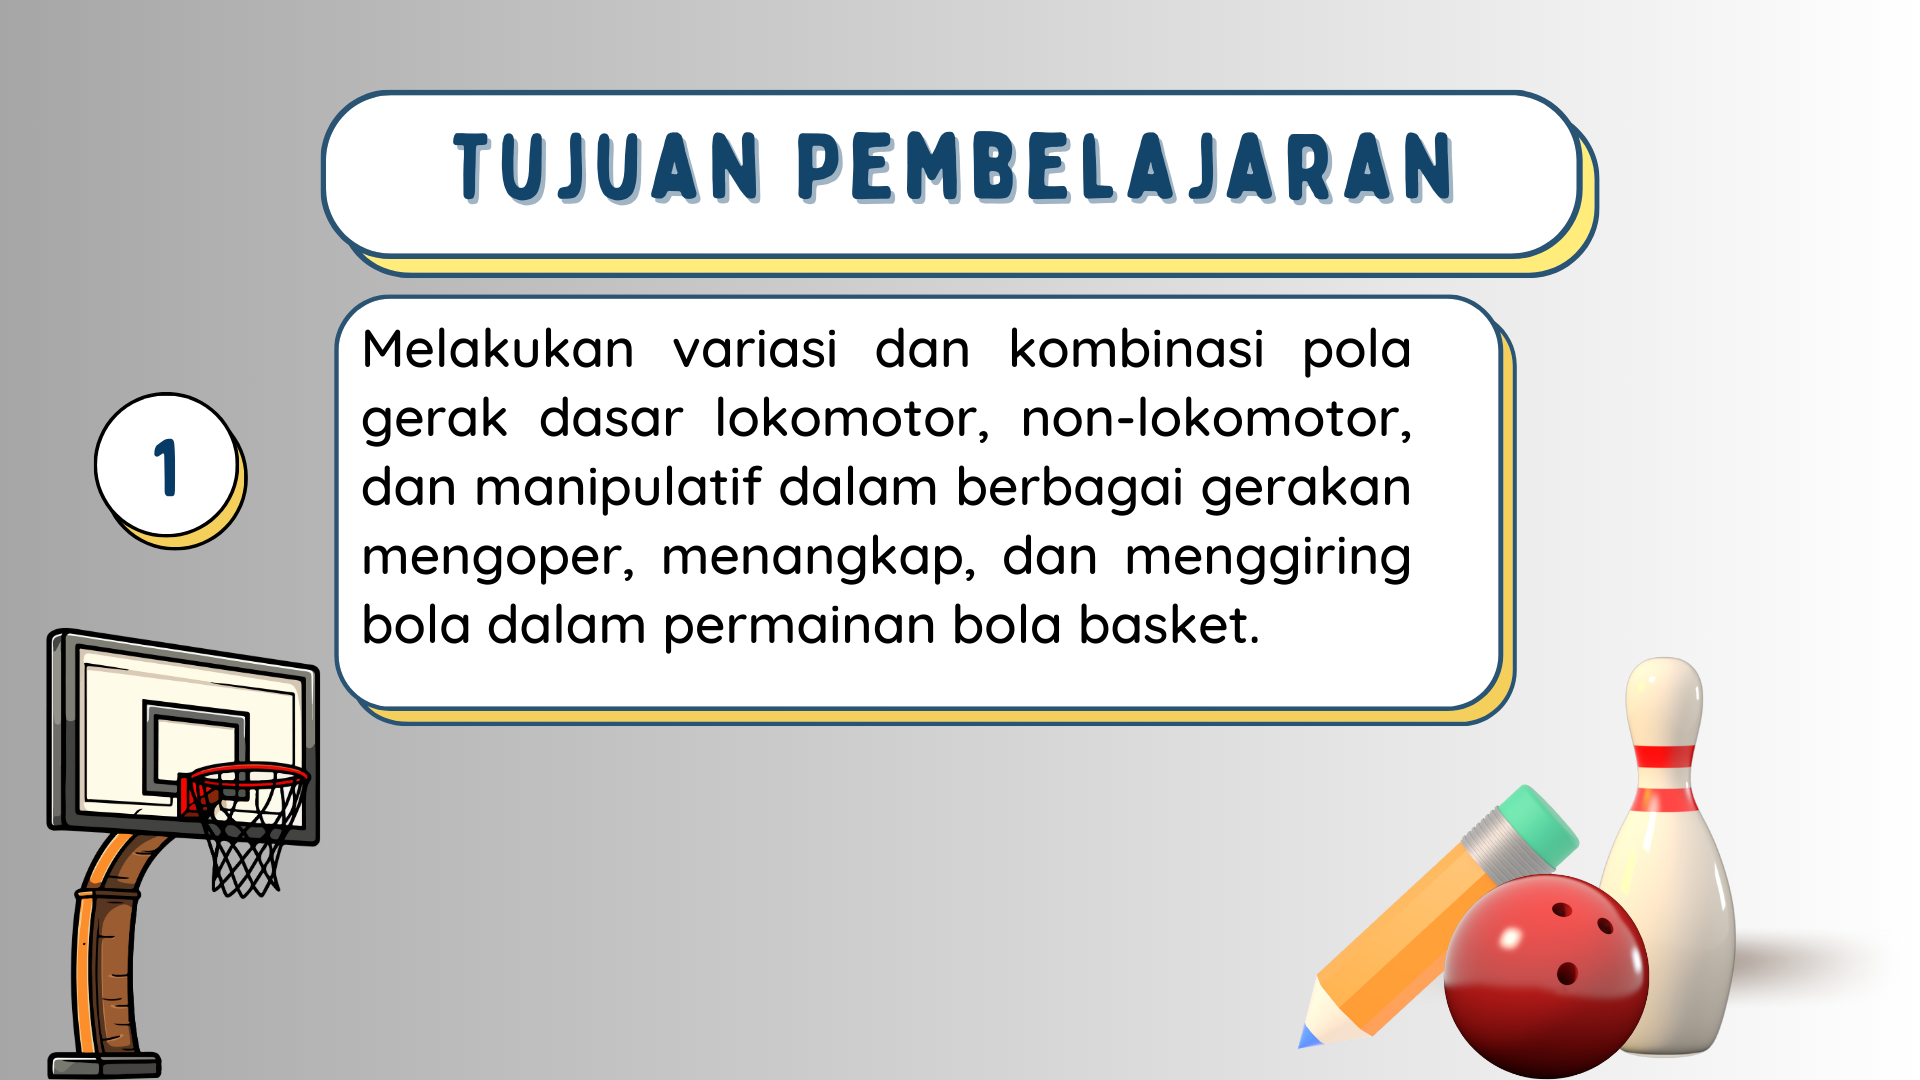 TUJUAN PEMBELAJARAN
1
Melakukan variasi dan kombinasi pola
gerak dasar lokomotor, non-lokomotor,
dan manipulatif dalam berbagai gerakan
mengoper, menangkap, dan menggiring
bola dalam permainan bola basket.